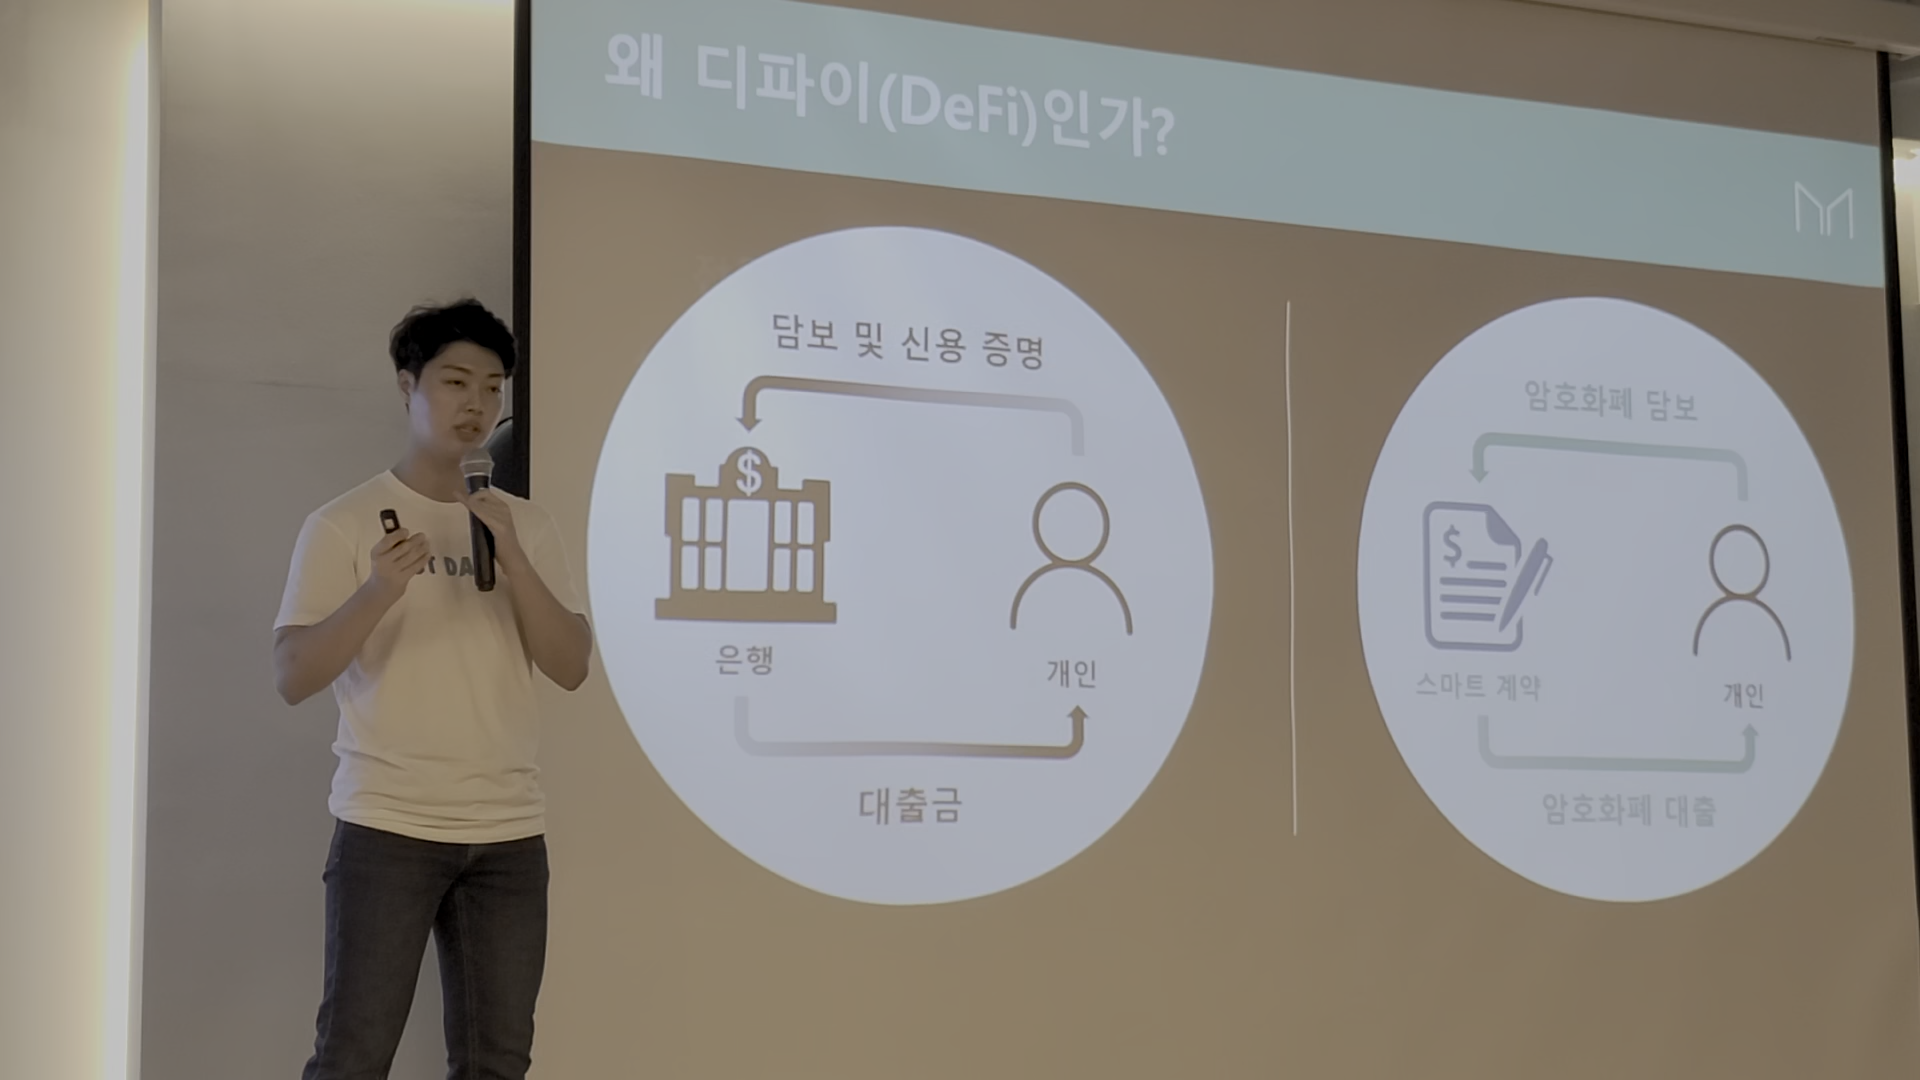 왜 디파이(DeFi)인가?
담보 및 신용 증명
$
은행
개인
대출금
암호화폐 담보
$
스마트 계약
개인
암호화폐 대출